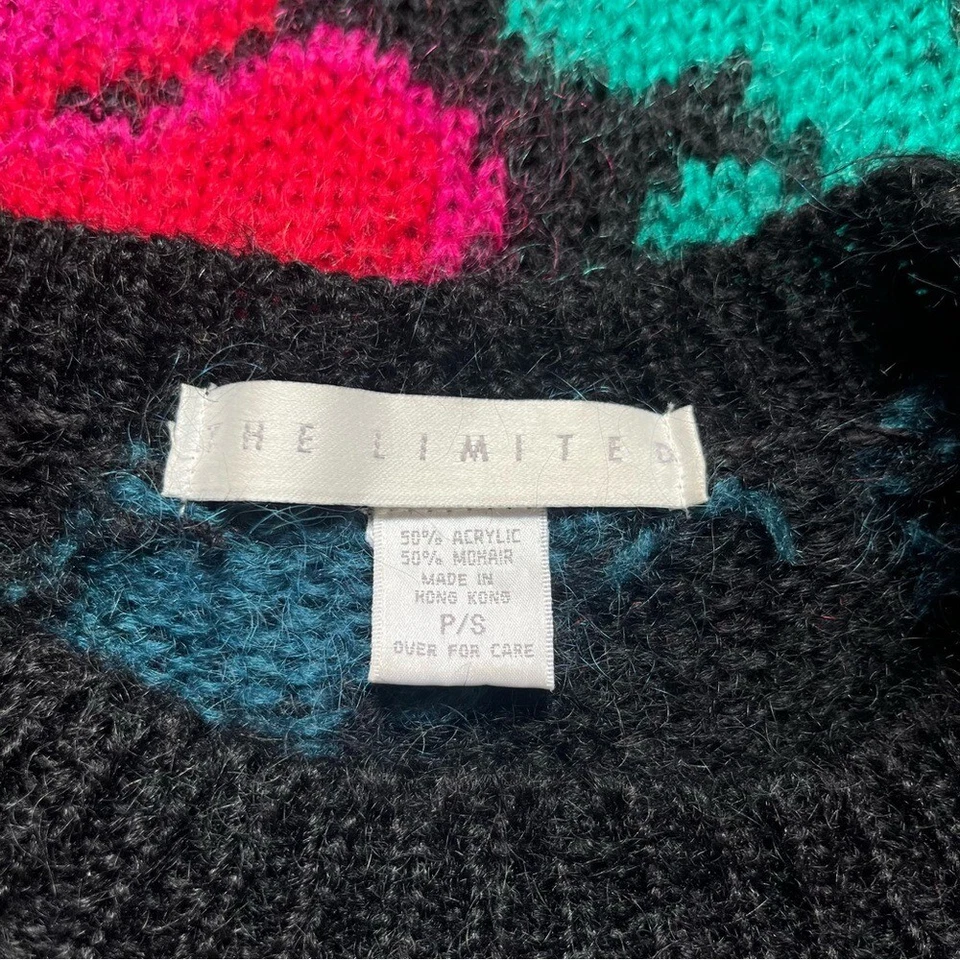 THE LIMITED
50% ACRYLIC
50% MOHAIR
MADE IN
HONG KONG
P/S
OVER FOR CARE